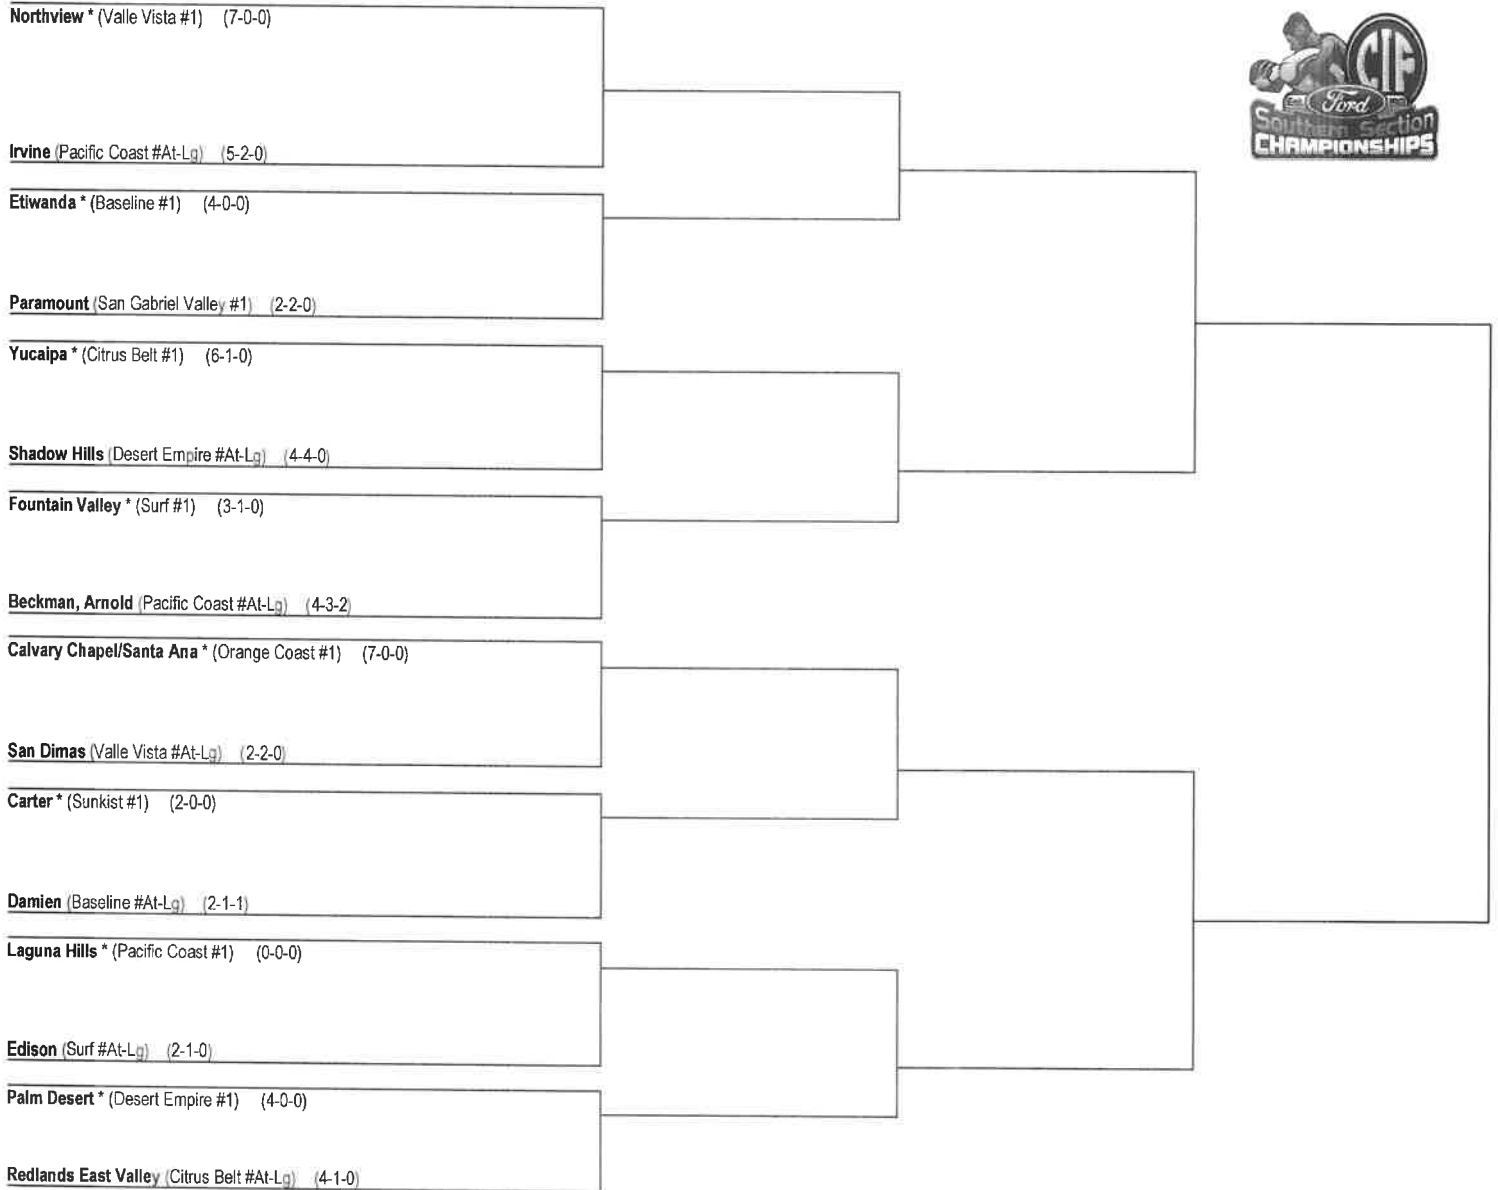 Northview * (Valle Vista #1) (7-0-0)
CIF
Ford
Southern Section
CHAMPIONSHIPS
Irvine (Pacific Coast #At-Lg) (5-2-0)
Etiwanda * (Baseline #1) (4-0-0)
Paramount (San Gabriel Valley #1) (2-2-0)
Yucaipa * (Citrus Belt #1) (6-1-0)
Shadow Hills (Desert Empire #At-Lg) (4-4-0)
Fountain Valley * (Surf #1) (3-1-0)
Beckman, Arnold (Pacific Coast #At-Lg) (4-3-2)
Calvary Chapel/Santa Ana * (Orange Coast #1) (7-0-0)
San Dimas (Valle Vista #At-Lg) (2-2-0)
Carter * (Sunkist #1) (2-0-0)
Damien (Baseline #At-Lg) (2-1-1)
Laguna Hills * (Pacific Coast #1) (0-0-0)
Edison (Surf #At-Lg) (2-1-0)
Palm Desert * (Desert Empire #1) (4-0-0)
Redlands East Valley (Citrus Belt #At-Lg) (4-1-0)